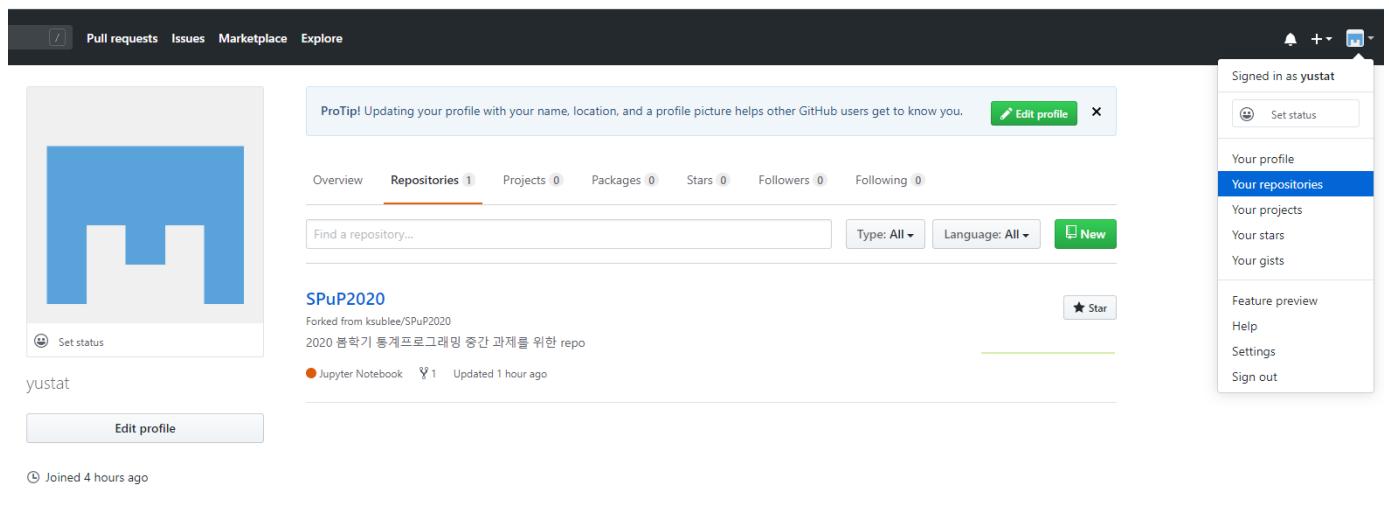 / Pull requests Issues Marketplace Explore
Signed in as yustat
Set status
Your profile
Your repositories
Your projects
Your stars
Your gists
Feature preview
Help
Settings
Sign out
ProTip! Updating your profile with your name, location, and a profile picture helps other GitHub users get to know you. Edit profile
Overview Repositories 1 Projects 0 Packages 0 Stars 0 Followers 0 Following 0
Find a repository... Type: All Language: All New
SPuP2020
Star
Forked from ksublee/SPuP2020
2020 봄학기 통계프로그래밍 중간 과제를 위한 repo
Jupyter Notebook 1 Updated 1 hour ago
Set status
yustat
Edit profile
Joined 4 hours ago